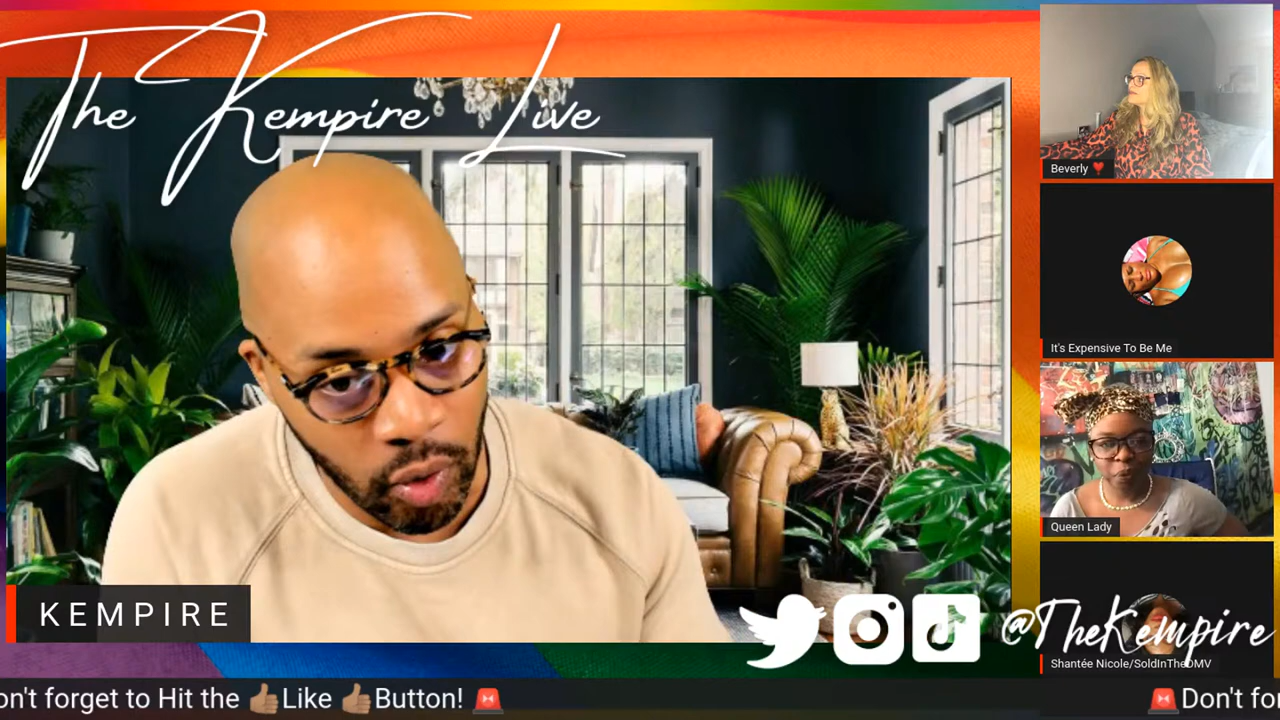 The Kempire Live
Beverly ❣️
It's Expensive To Be Me
Queen Lady
KEMPIRE
@TheKempire
Shantée Nicole/SoldInTheDMV
on't forget to Hit the 👍🏽Like 👍🏽Button! 🚨
🚨Don't for